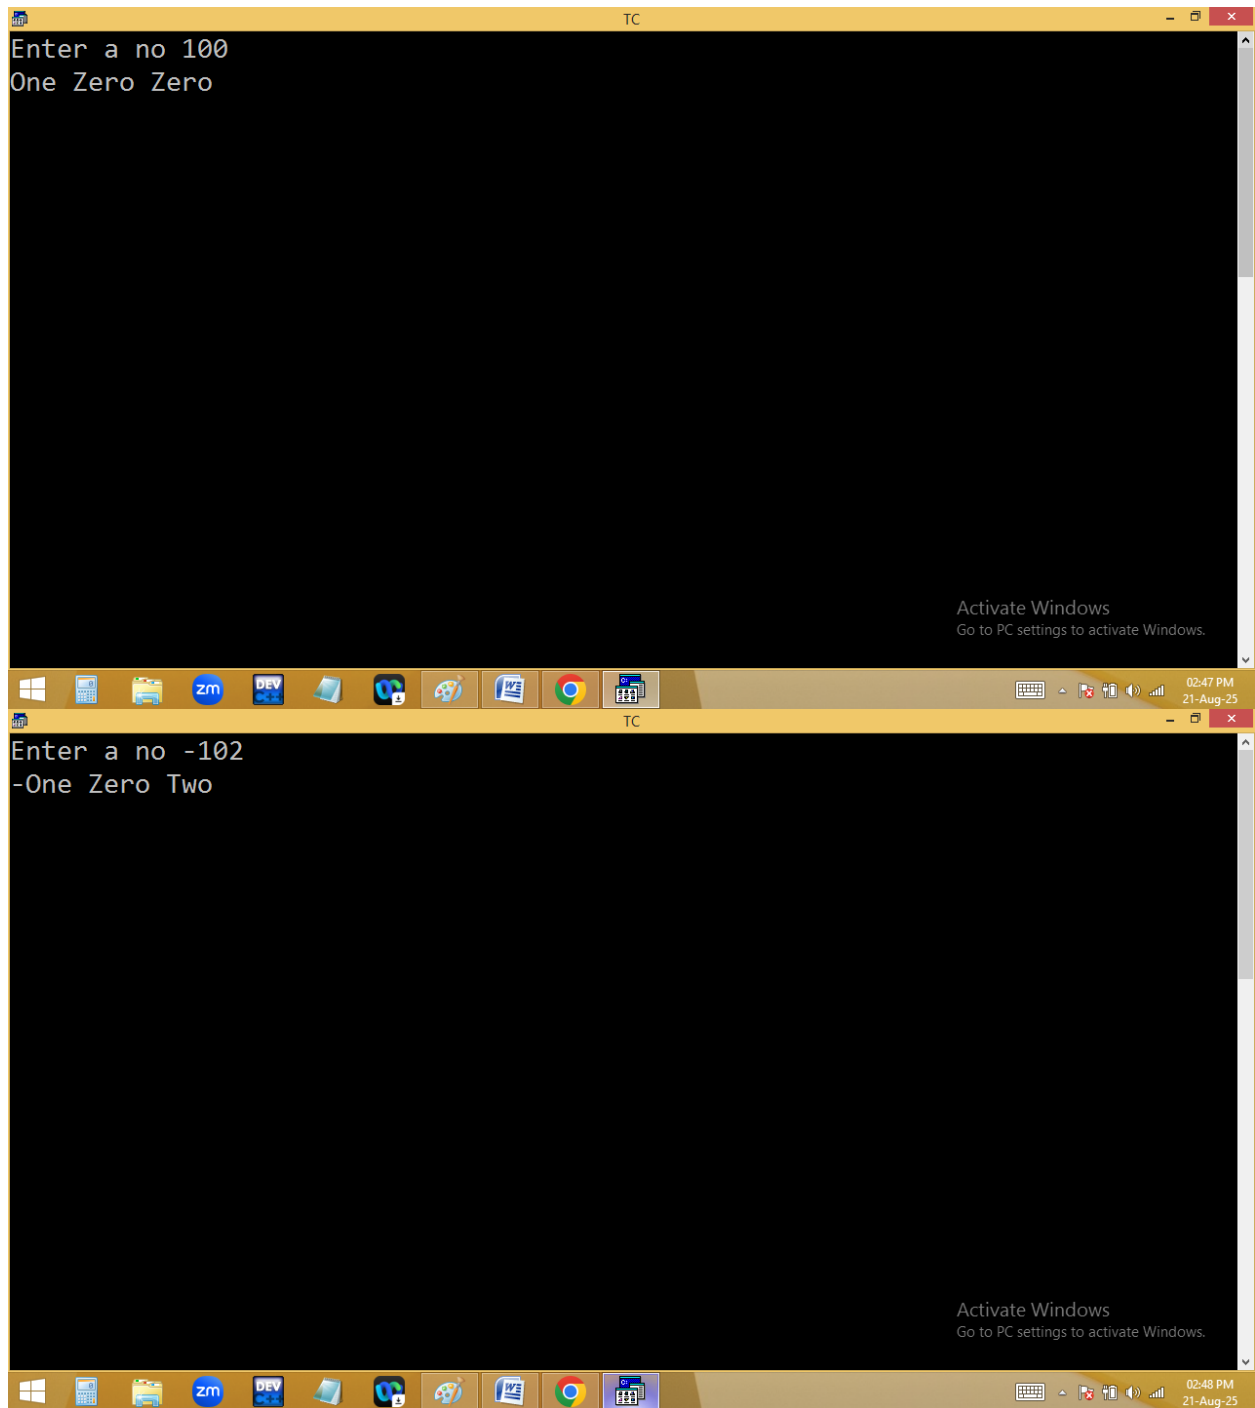 TC
Enter a no 100
One Zero Zero
Activate Windows
Go to PC settings to activate Windows.
zm
DEV
C++
W
02:47 PM
21-Aug-25
TC
Enter a no -102
-One Zero Two
Activate Windows
Go to PC settings to activate Windows.
zm
DEV
C++
W
02:48 PM
21-Aug-25